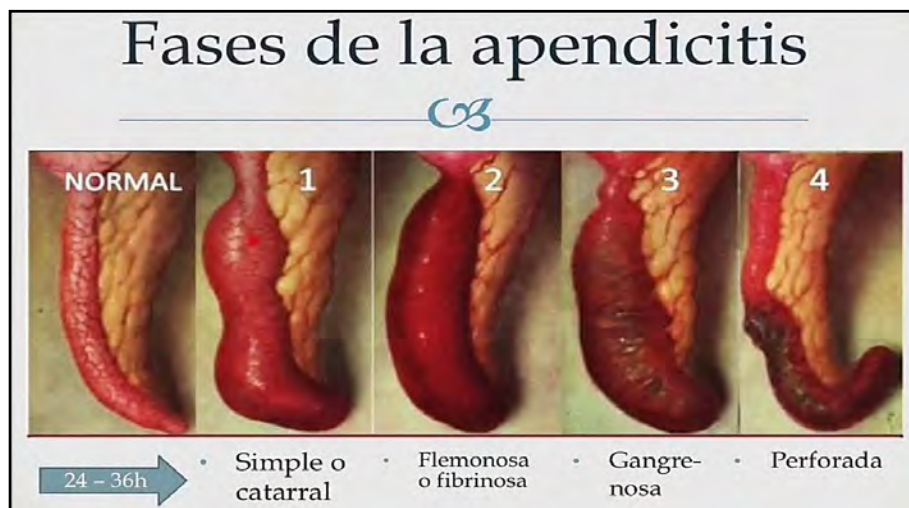 Fases de la apendicitis
NORMAL
1
2
3
4
24 – 36h
• Simple o
catarral
• Flemonosa
o fibrinosa
• Gangre-
nosa
• Perforada